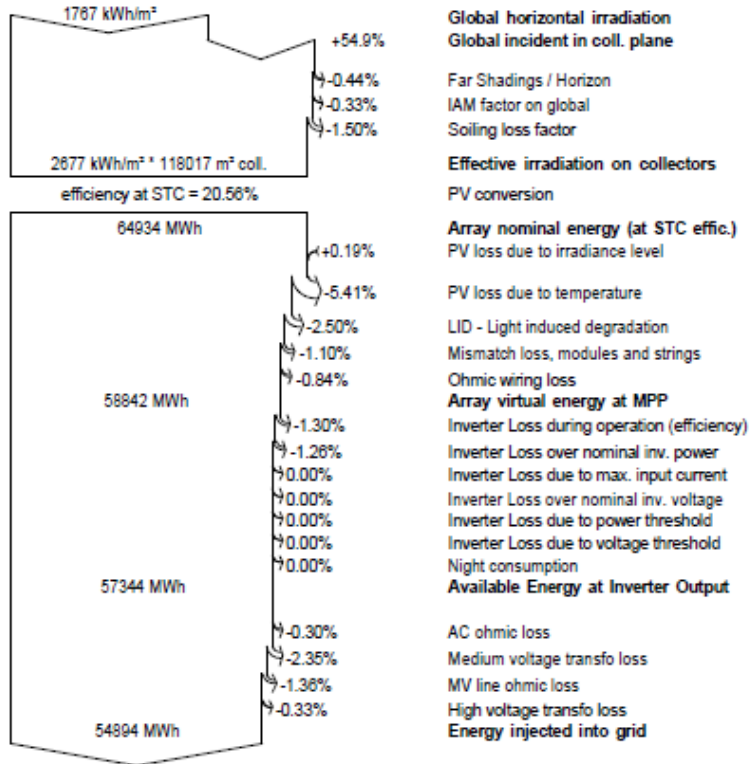 1767 kWh/m² Global horizontal irradiation
+54.9% Global incident in coll. plane
-0.44% Far Shadings / Horizon
-0.33% IAM factor on global
-1.50% Soiling loss factor
2677 kWh/m² * 118017 m² coll. Effective irradiation on collectors
efficiency at STC = 20.56% PV conversion
64934 MWh Array nominal energy (at STC effic.)
+0.19% PV loss due to irradiance level
-5.41% PV loss due to temperature
-2.50% LID - Light induced degradation
-1.10% Mismatch loss, modules and strings
-0.84% Ohmic wiring loss
58842 MWh Array virtual energy at MPP
-1.30% Inverter Loss during operation (efficiency)
-1.26% Inverter Loss over nominal inv. power
0.00% Inverter Loss due to max. input current
0.00% Inverter Loss over nominal inv. voltage
0.00% Inverter Loss due to power threshold
0.00% Inverter Loss due to voltage threshold
0.00% Night consumption
57344 MWh Available Energy at Inverter Output
-0.30% AC ohmic loss
-2.35% Medium voltage transfo loss
-1.36% MV line ohmic loss
-0.33% High voltage transfo loss
54894 MWh Energy injected into grid